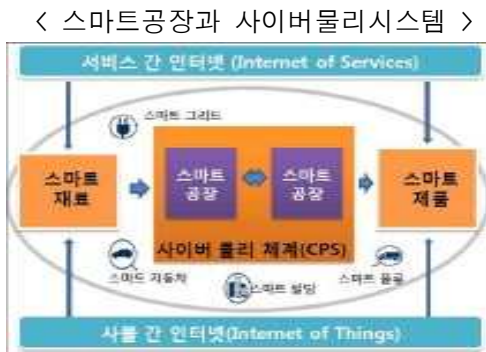 < 스마트공장과 사이버물리시스템 >
서비스 간 인터넷 (Internet of Services)
스마트 그리드
스마트
재료
스마트
공장
스마트
공장
스마트
제품
사이버 물리 체계(CPS)
스마트 자동차
스마트 빌딩
스마트 물류
사물 간 인터넷(Internet of Things)